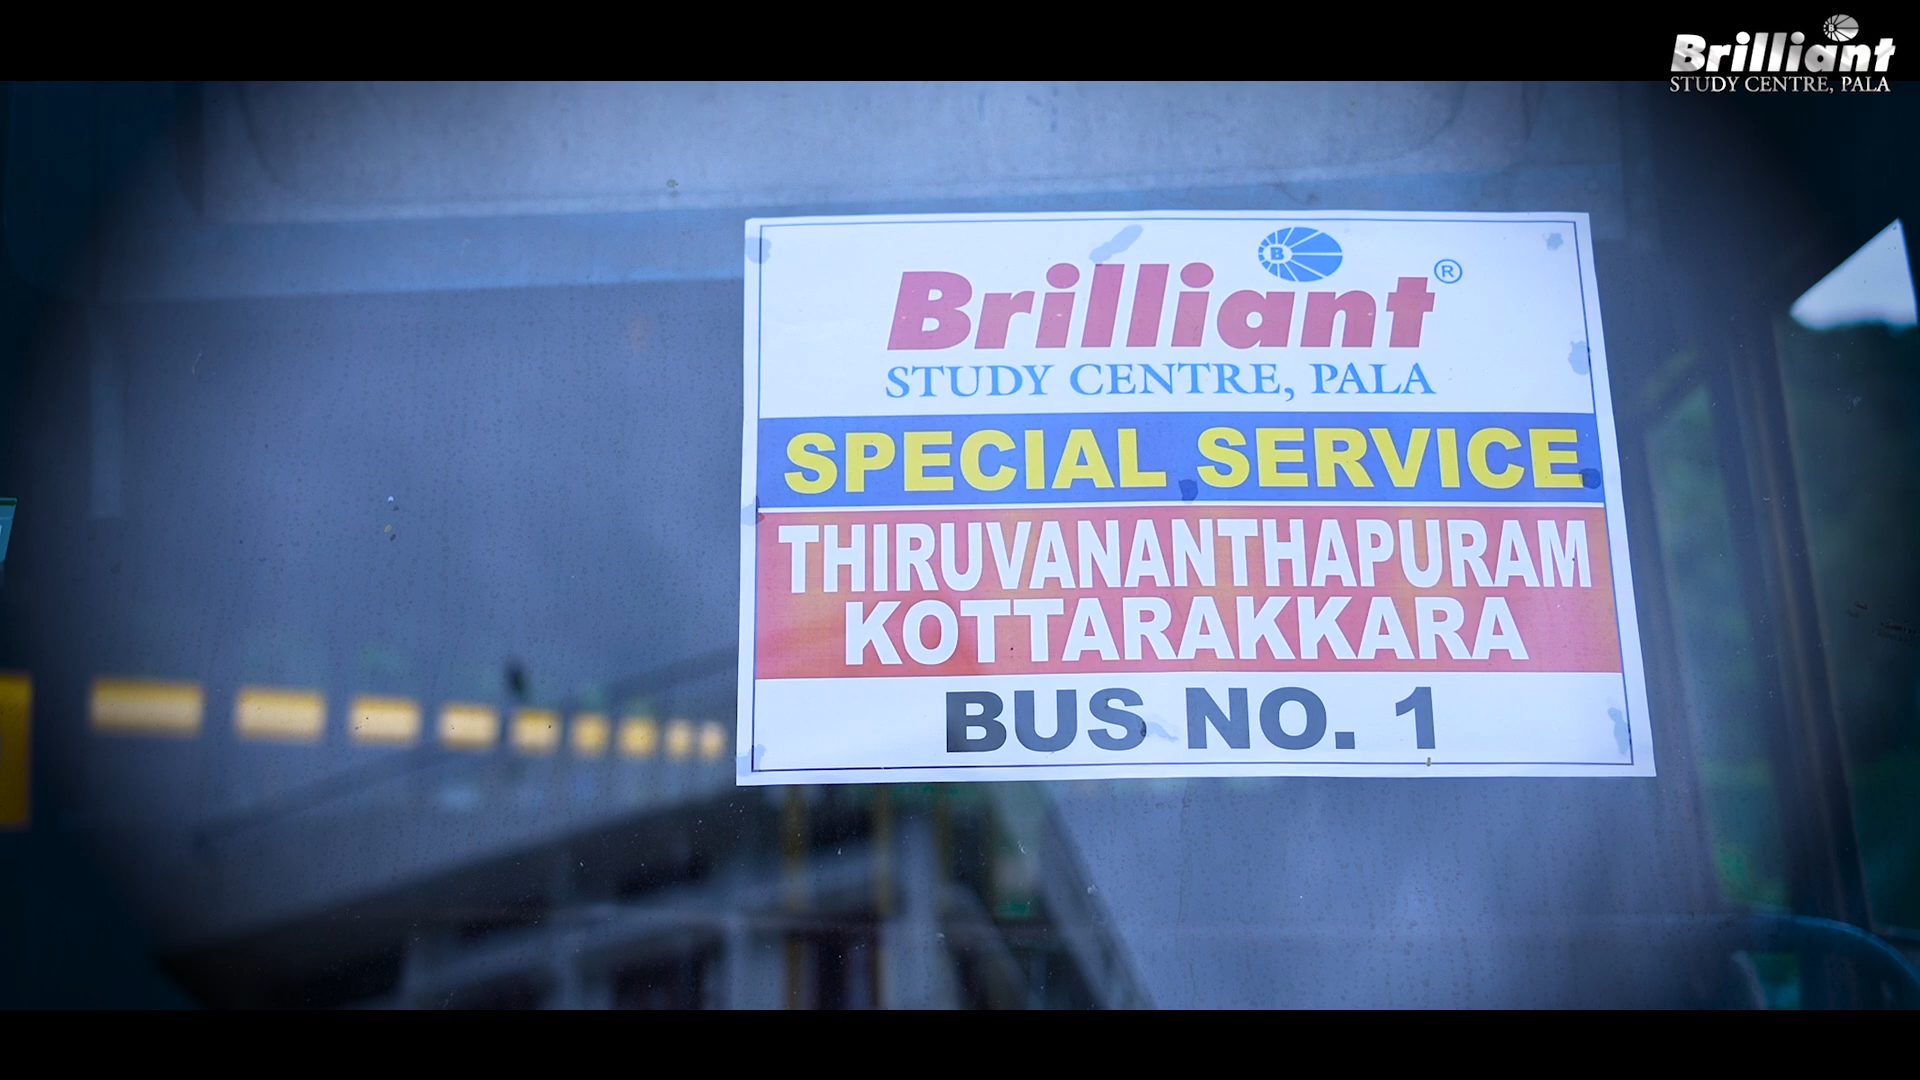 Brilliant
STUDY CENTRE, PALA
B
Brilliant®
STUDY CENTRE, PALA
SPECIAL SERVICE
THIRUVANANTHAPURAM
KOTTARAKKARA
BUS NO. 1